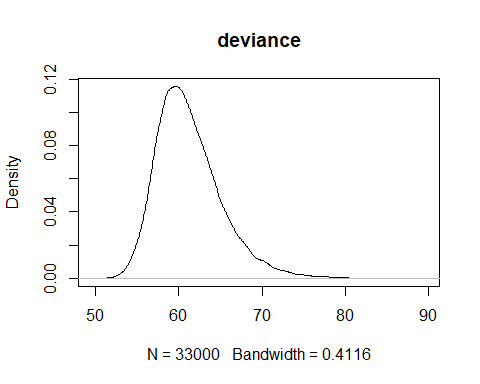 deviance
Density
0.00 0.04 0.08 0.12
50 60 70 80 90
N = 33000 Bandwidth = 0.4116